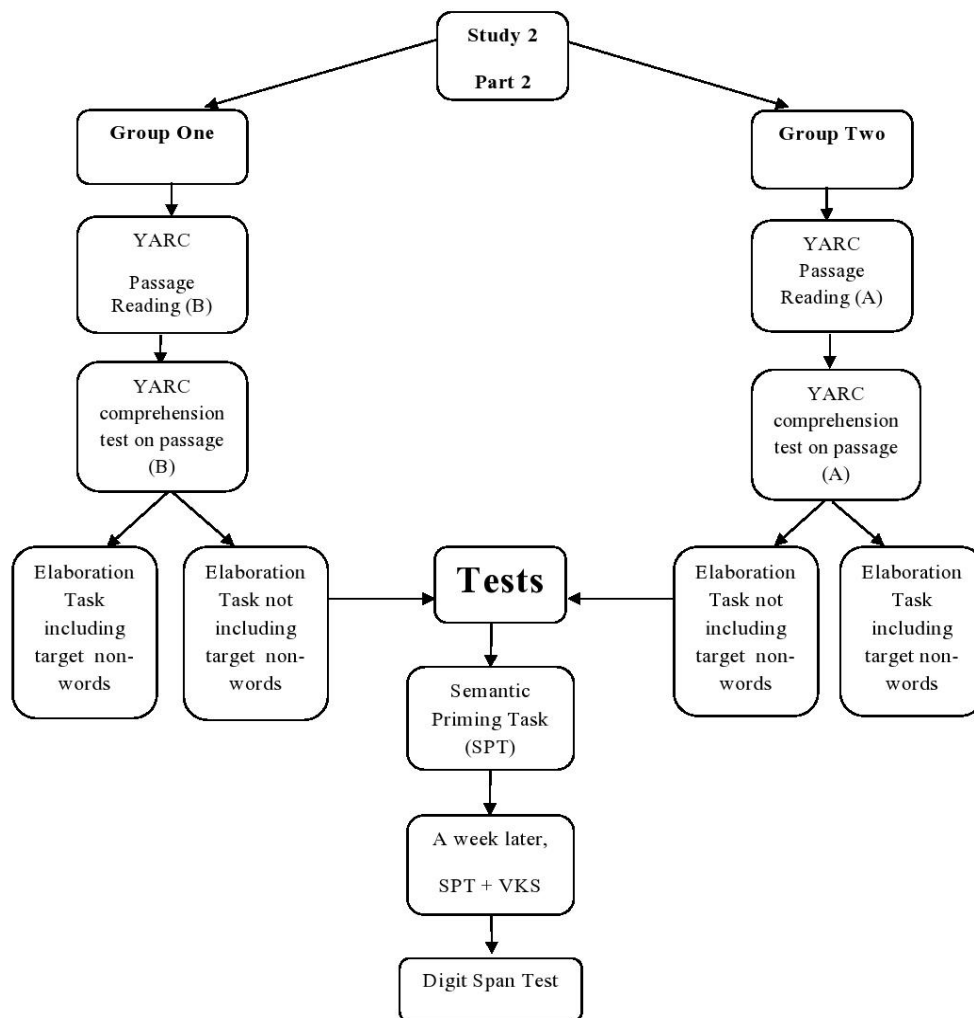 Study 2
Part 2
Group One
Group Two
YARC
Passage
Reading (B)
YARC
Passage
Reading (A)
YARC
comprehension
test on passage
(B)
YARC
comprehension
test on passage
(A)
Elaboration
Task
including
target non-
words
Elaboration
Task not
including
target non-
words
Tests
Elaboration
Task not
including
target non-
words
Elaboration
Task
including
target non-
words
Semantic
Priming Task
(SPT)
A week later,
SPT + VKS
Digit Span Test